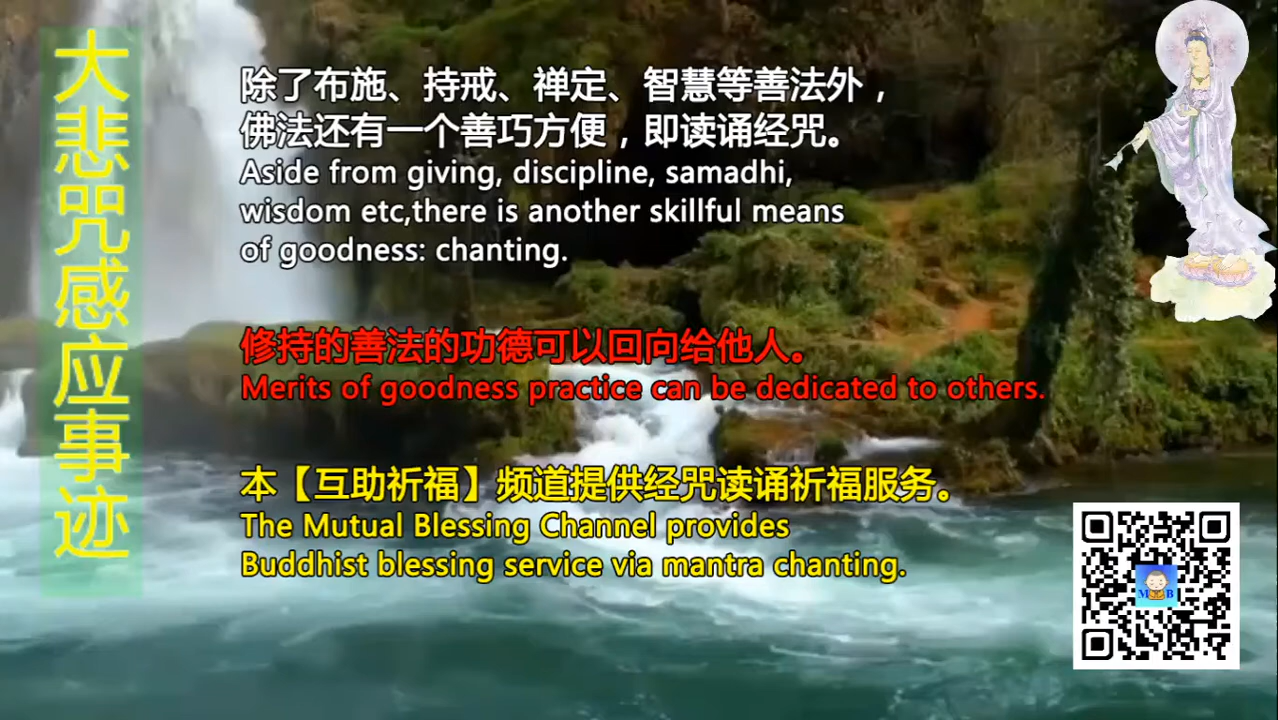 大悲咒感应事迹
除了布施、持戒、禅定、智慧等善法外，
佛法还有一个善巧方便，即读诵经咒。
Aside from giving, discipline, samadhi,
wisdom etc,there is another skillful means
of goodness: chanting.
修持的善法的功德可以回向给他人。
Merits of goodness practice can be dedicated to others.
本【互助祈福】频道提供经咒读诵祈福服务。
The Mutual Blessing Channel provides
Buddhist blessing service via mantra chanting.
M B